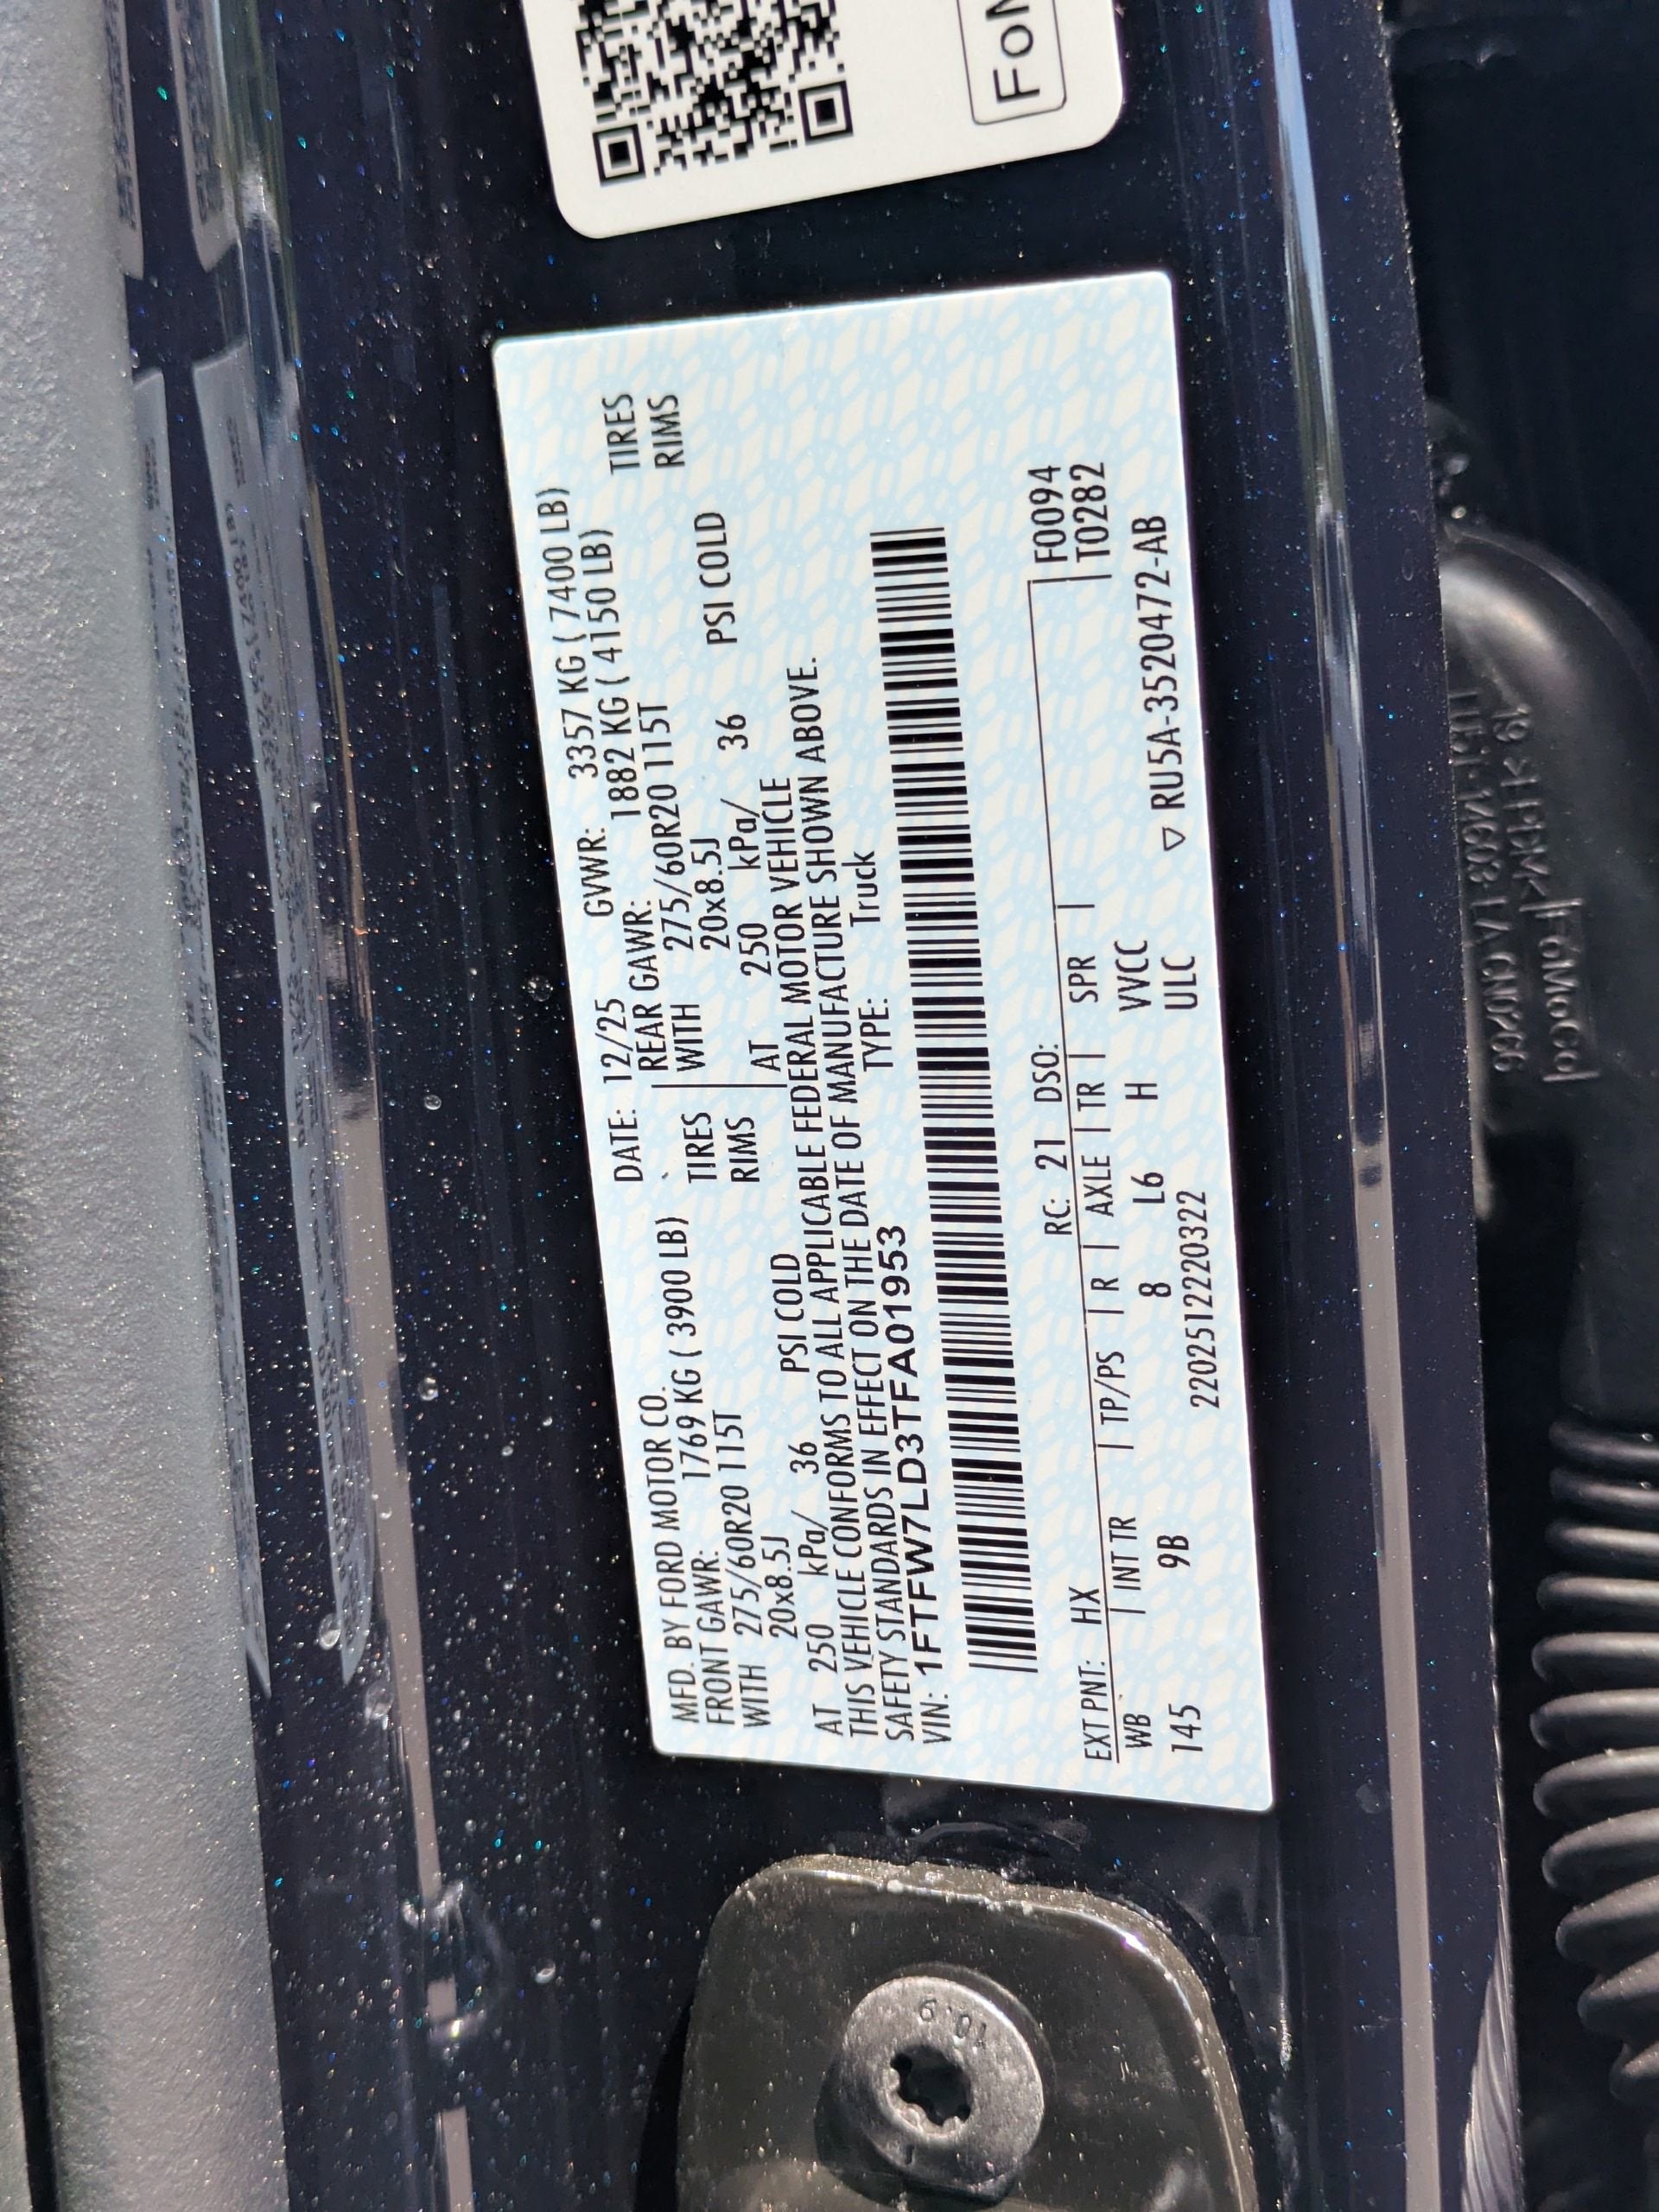 MFD. BY FORD MOTOR CO.
DATE: 12/25
GVWR: 3357 KG ( 7400 LB)
FRONT GAWR: 1769 KG ( 3900 LB)
REAR GAWR: 1882 KG ( 4150 LB)
WITH 275/60R20 115T TIRES
WITH 275/60R20 115T TIRES
20x8.5J RIMS
20x8.5J RIMS
AT 250 kPa/ 36 PSI COLD
AT 250 kPa/ 36 PSI COLD
THIS VEHICLE CONFORMS TO ALL APPLICABLE FEDERAL MOTOR VEHICLE
SAFETY STANDARDS IN EFFECT ON THE DATE OF MANUFACTURE SHOWN ABOVE.
VIN: 1FTFW7LD3TFA01953
TYPE: Truck
EXT PNT: HX RC: 21 DSO: F0094
WB | INT TR | TP/PS | R | AXLE | TR | SPR | T0282
145 9B 8 L6 H VVCC
22025122220322 ULC ▽ RU5A-3520472-AB
10.9
FoMoCo